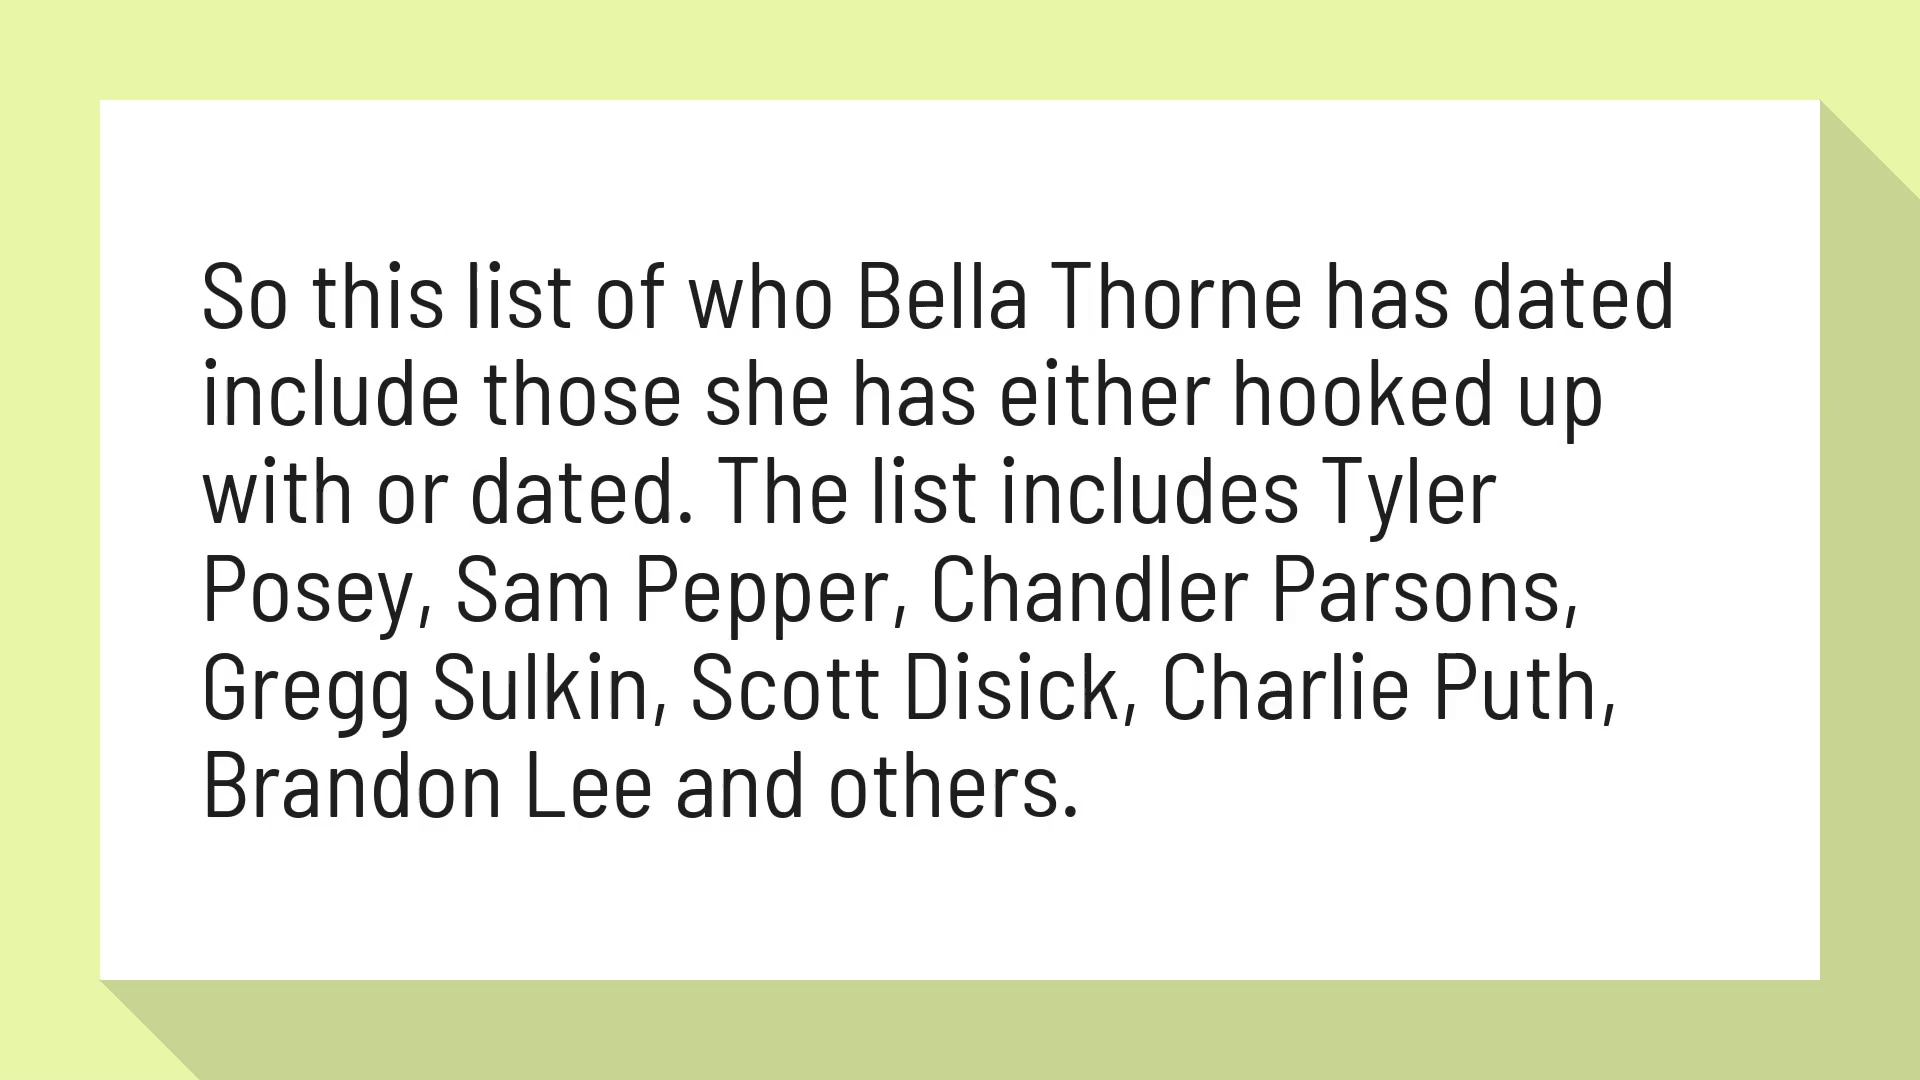 So this list of who Bella Thorne has dated
include those she has either hooked up
with or dated. The list includes Tyler
Posey, Sam Pepper, Chandler Parsons,
Gregg Sulkin, Scott Disick, Charlie Puth,
Brandon Lee and others.